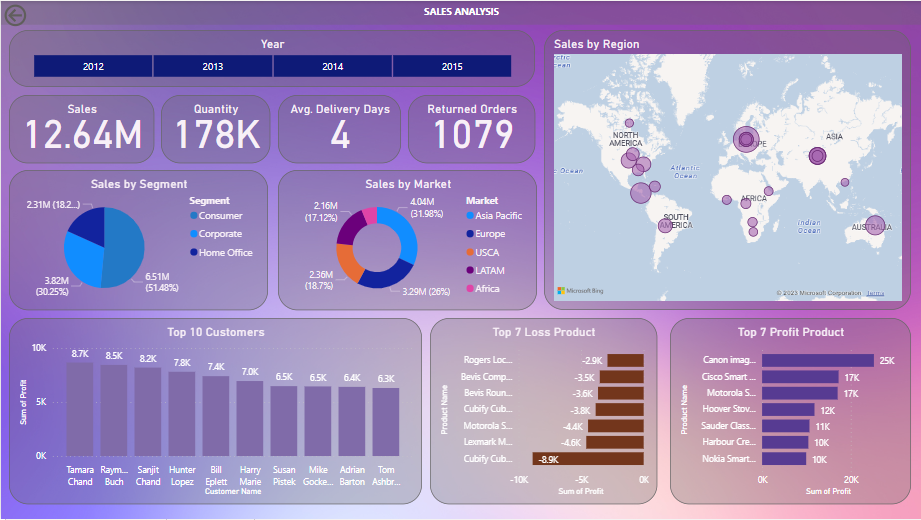 SALES ANALYSIS
Year
2012 2013 2014 2015
Sales
12.64M
Quantity
178K
Avg. Delivery Days
4
Returned Orders
1079
Sales by Region
NORTH
AMERICA
Atlantic
Ocean
SOUTH
AMERICA
AFRICA
ASIA
Indian
Ocean
AUSTRALIA
Microsoft Bing
© 2023 Microsoft Corporation Terms
Sales by Segment
2.31M (18.2...)
3.82M
(30.25%)
6.51M
(51.48%)
Segment
Consumer
Corporate
Home Office
Sales by Market
2.16M
(17.12%)
4.04M
(31.98%)
2.36M
(18.7%)
3.29M (26%)
Market
Asia Pacific
Europe
USCA
LATAM
Africa
Top 10 Customers
Sum of Profit
10K
5K
0K
8.7K 8.5K 8.2K 7.8K 7.4K 7.0K 6.5K 6.5K 6.4K 6.3K
Tamara Chand
Raym... Buch
Sanjit Chand
Hunter Lopez
Bill Eplett
Harry Marie
Susan Pistek
Mike Gocke...
Adrian Barton
Tom Ashbr...
Customer Name
Top 7 Loss Product
Product Name
Rogers Loc... -2.9K
Bevis Comp... -3.5K
Bevis Roun... -3.6K
Cubify Cub... -3.8K
Motorola S... -4.4K
Lexmark M... -4.6K
Cubify Cub... -8.9K
-10K -5K 0K
Sum of Profit
Top 7 Profit Product
Product Name
Canon imag... 25K
Cisco Smart ... 17K
Motorola S... 17K
Hoover Stov... 12K
Sauder Class... 11K
Harbour Cre... 10K
Nokia Smart... 10K
0K 20K
Sum of Profit